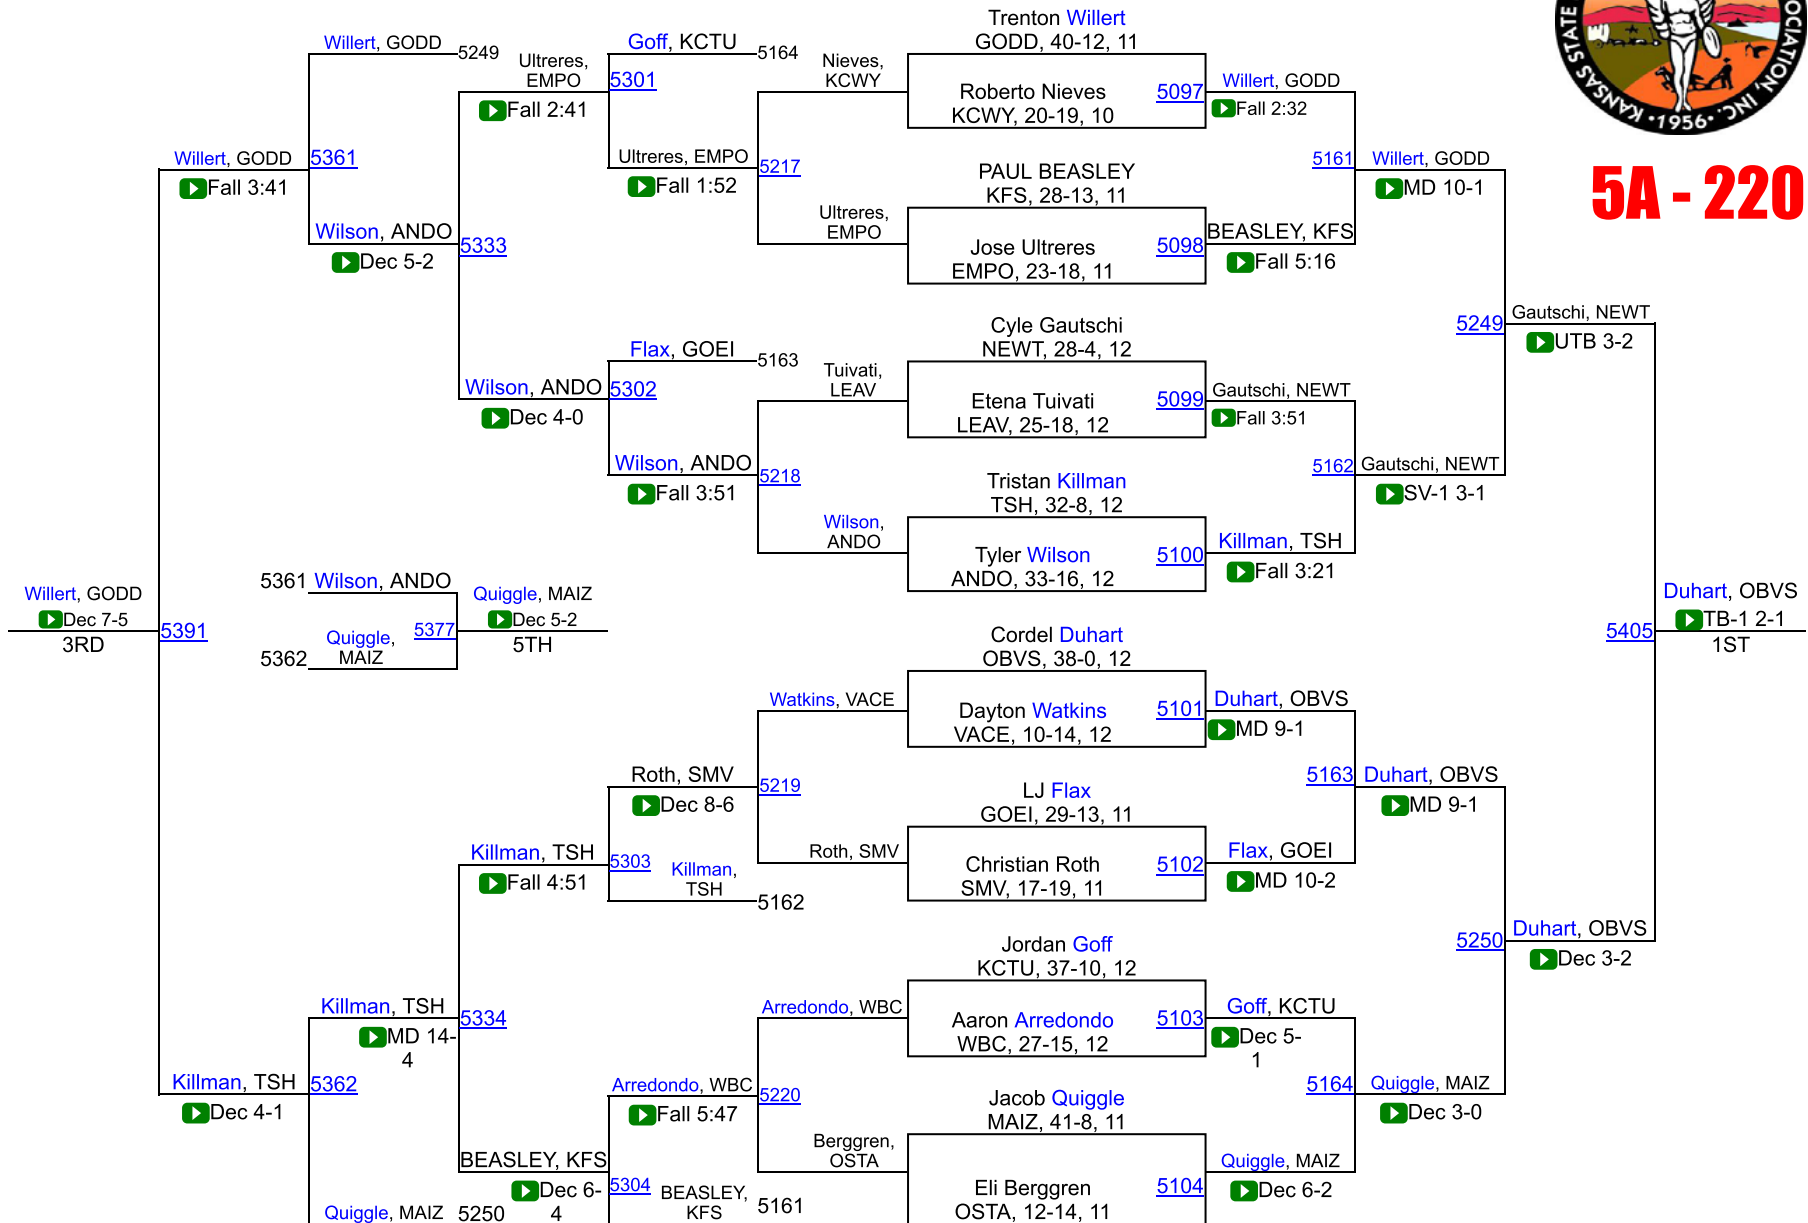 Trenton Willert
GODD, 40-12, 11
Willert, GODD
5249
Ultreres,
EMPO
Goff, KCTU
5164
Nieves,
KCWY
5301
Fall 2:41
Roberto Nieves
KCWY, 20-19, 10
5097
Willert, GODD
Fall 2:32
KANSAS STATE
OCIATION, INC.
•1956•
Willert, GODD
5361
Fall 3:41
Ultreres, EMPO
5217
Fall 1:52
PAUL BEASLEY
KFS, 28-13, 11
5161
Willert, GODD
MD 10-1
5A - 220
Wilson, ANDO
5333
Dec 5-2
Ultreres,
EMPO
Jose Ultreres
EMPO, 23-18, 11
5098
BEASLEY, KFS
Fall 5:16
Cyle Gautschi
NEWT, 28-4, 12
5249
Gautschi, NEWT
UTB 3-2
Flax, GOEI
5163
Wilson, ANDO
5302
Dec 4-0
Tuivati,
LEAV
Etena Tuivati
LEAV, 25-18, 12
5099
Gautschi, NEWT
Fall 3:51
Wilson, ANDO
5218
Fall 3:51
Tristan Killman
TSH, 32-8, 12
5162
Gautschi, NEWT
SV-1 3-1
Wilson,
ANDO
Tyler Wilson
ANDO, 33-16, 12
5100
Killman, TSH
Fall 3:21
Willert, GODD
Dec 7-5
3RD
5391
5361
Wilson, ANDO
5362
Quiggle,
MAIZ
5377
Quiggle, MAIZ
Dec 5-2
5TH
Cordel Duhart
OBVS, 38-0, 12
5405
Duhart, OBVS
TB-1 2-1
1ST
Watkins, VACE
Dayton Watkins
VACE, 10-14, 12
5101
Duhart, OBVS
MD 9-1
Roth, SMV
5219
Dec 8-6
LJ Flax
GOEI, 29-13, 11
5163
Duhart, OBVS
MD 9-1
Killman, TSH
5303
Fall 4:51
Killman,
TSH
5162
Roth, SMV
Christian Roth
SMV, 17-19, 11
5102
Flax, GOEI
MD 10-2
Jordan Goff
KCTU, 37-10, 12
5250
Duhart, OBVS
Dec 3-2
Killman, TSH
5334
MD 14-
4
Arredondo, WBC
Aaron Arredondo
WBC, 27-15, 12
5103
Goff, KCTU
Dec 5-
1
Killman, TSH
5362
Dec 4-1
Arredondo, WBC
5220
Fall 5:47
Jacob Quiggle
MAIZ, 41-8, 11
5164
Quiggle, MAIZ
Dec 3-0
BEASLEY, KFS
5304
Dec 6-
4
BEASLEY,
KFS
5161
Berggren,
OSTA
Eli Berggren
OSTA, 12-14, 11
5104
Quiggle, MAIZ
Dec 6-2
Quiggle, MAIZ
5250